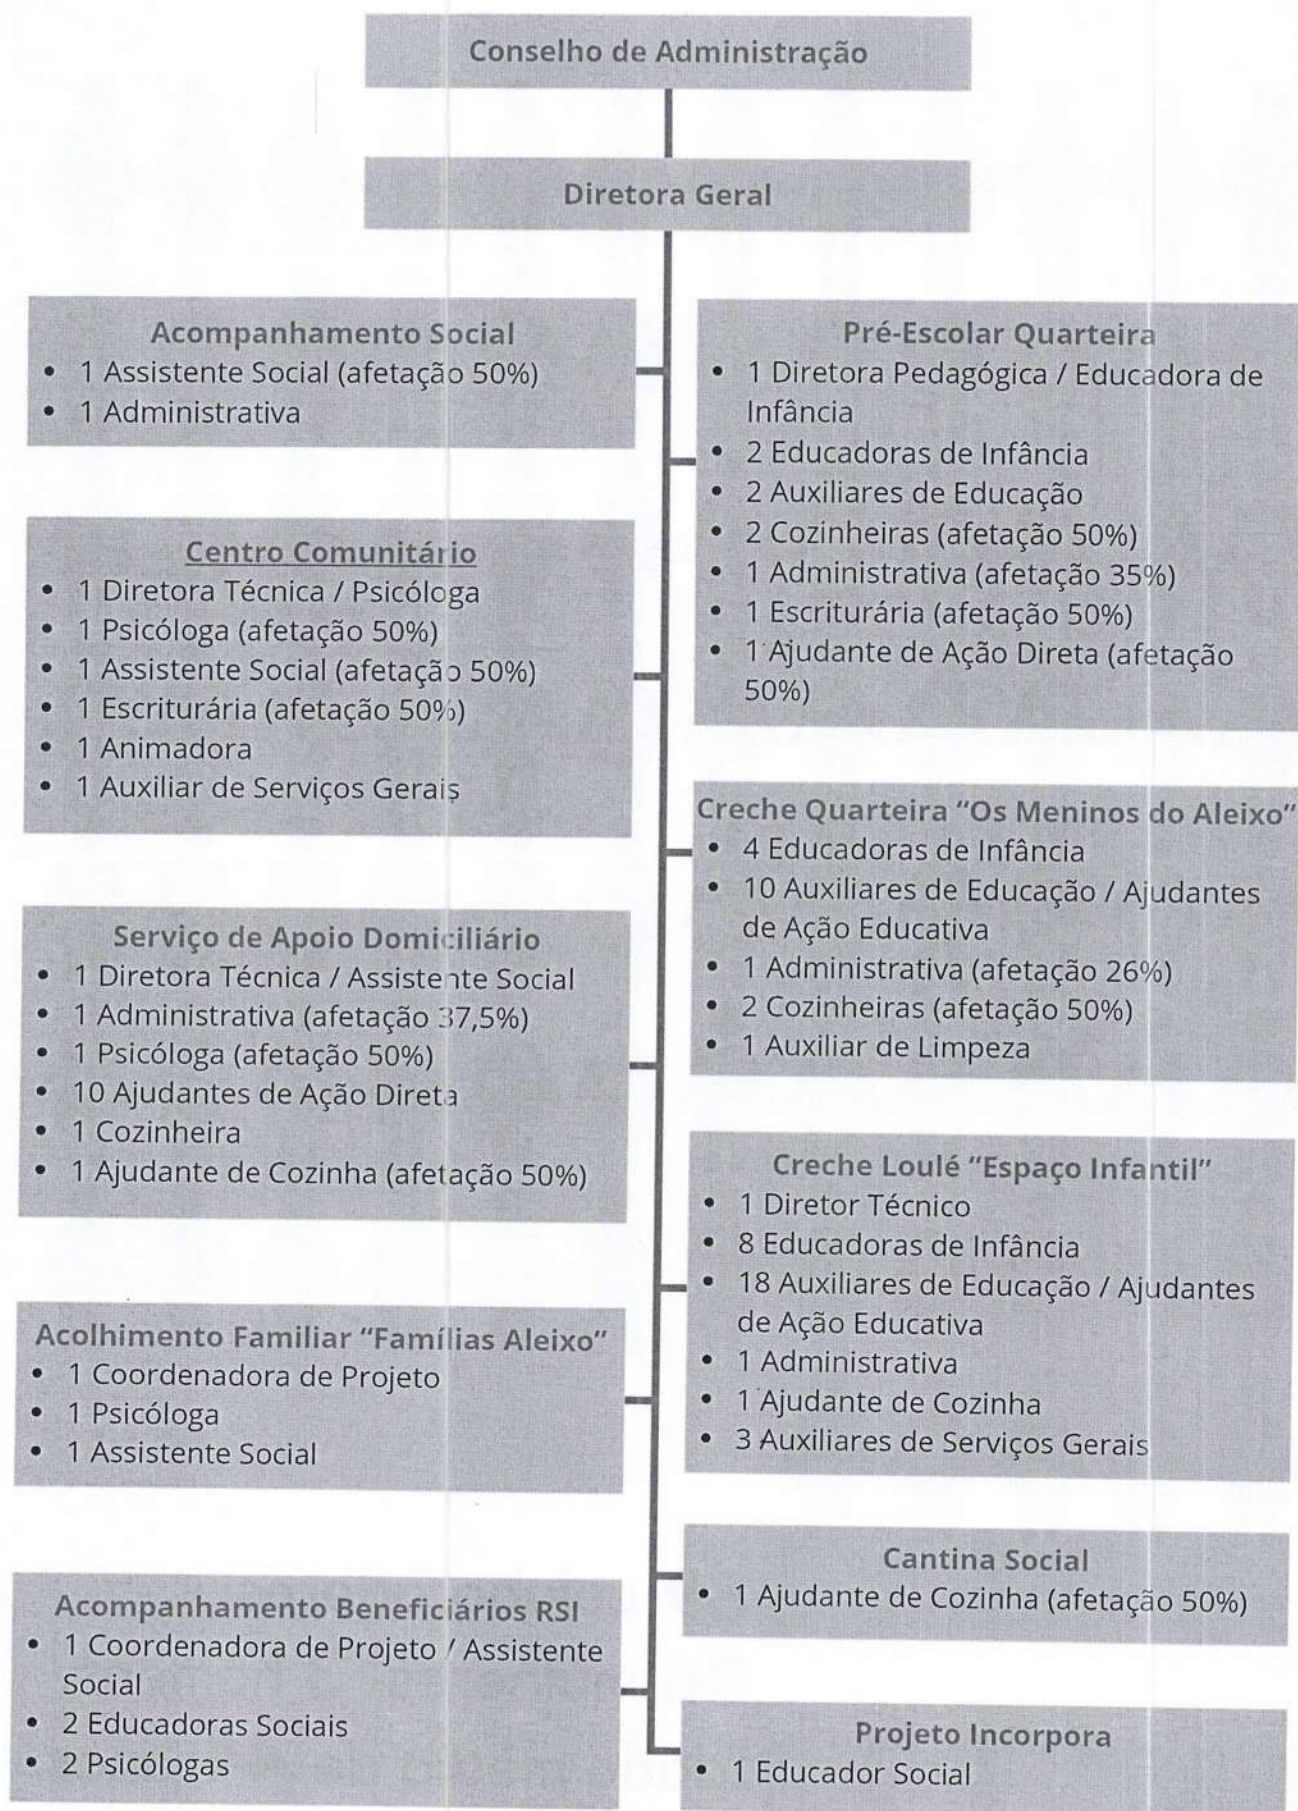 Conselho de Administração
Diretora Geral
Acompanhamento Social
• 1 Assistente Social (afetação 50%)
• 1 Administrativa
Centro Comunitário
• 1 Diretora Técnica / Psicóloga
• 1 Psicóloga (afetação 50%)
• 1 Assistente Social (afetação 50%)
• 1 Escriturária (afetação 50%)
• 1 Animadora
• 1 Auxiliar de Serviços Gerais
Serviço de Apoio Domiciliário
• 1 Diretora Técnica / Assistente Social
• 1 Administrativa (afetação 37,5%)
• 1 Psicóloga (afetação 50%)
• 10 Ajudantes de Ação Direta
• 1 Cozinheira
• 1 Ajudante de Cozinha (afetação 50%)
Acolhimento Familiar “Famílias Aleixo”
• 1 Coordenadora de Projeto
• 1 Psicóloga
• 1 Assistente Social
Acompanhamento Beneficiários RSI
• 1 Coordenadora de Projeto / Assistente
Social
• 2 Educadoras Sociais
• 2 Psicólogas
Pré-Escolar Quarteira
• 1 Diretora Pedagógica / Educadora de
Infância
• 2 Educadoras de Infância
• 2 Auxiliares de Educação
• 2 Cozinheiras (afetação 50%)
• 1 Administrativa (afetação 35%)
• 1 Escriturária (afetação 50%)
• 1 Ajudante de Ação Direta (afetação
50%)
Creche Quarteira “Os Meninos do Aleixo”
• 4 Educadoras de Infância
• 10 Auxiliares de Educação / Ajudantes
de Ação Educativa
• 1 Administrativa (afetação 26%)
• 2 Cozinheiras (afetação 50%)
• 1 Auxiliar de Limpeza
Creche Loulé “Espaço Infantil”
• 1 Diretor Técnico
• 8 Educadoras de Infância
• 18 Auxiliares de Educação / Ajudantes
de Ação Educativa
• 1 Administrativa
• 1 Ajudante de Cozinha
• 3 Auxiliares de Serviços Gerais
Cantina Social
• 1 Ajudante de Cozinha (afetação 50%)
Projeto Incorpora
• 1 Educador Social